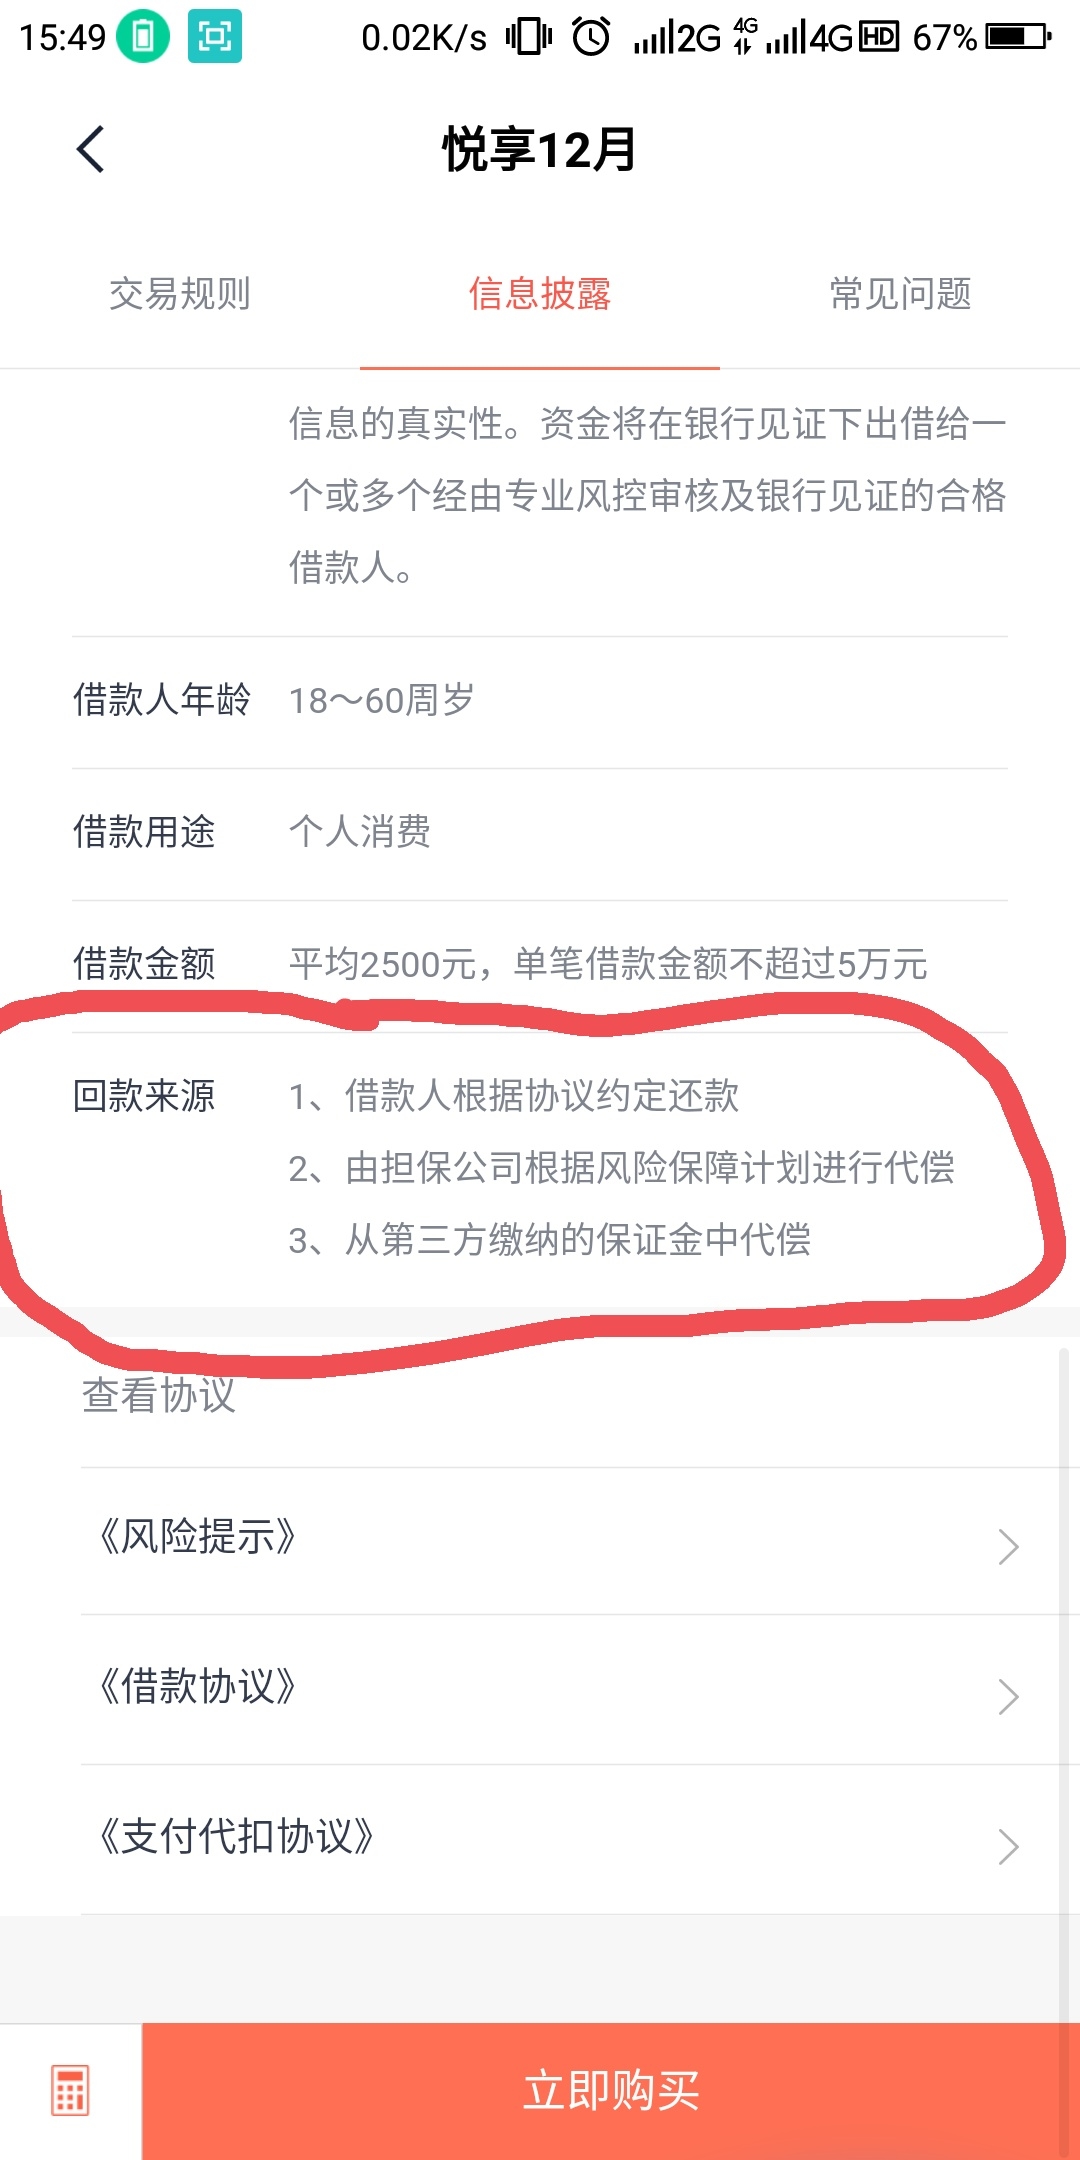 15:49 0.02K/s 2G 4G 4G HD 67%
悦享12月
交易规则 信息披露 常见问题
信息的真实性。资金将在银行见证下出借给一
个或多个经由专业风控审核及银行见证的合格
借款人。
借款人年龄 18～60周岁
借款用途 个人消费
借款金额 平均2500元，单笔借款金额不超过5万元
回款来源 1、借款人根据协议约定还款
2、由担保公司根据风险保障计划进行代偿
3、从第三方缴纳的保证金中代偿
查看协议
《风险提示》
《借款协议》
《支付代扣协议》
立即购买